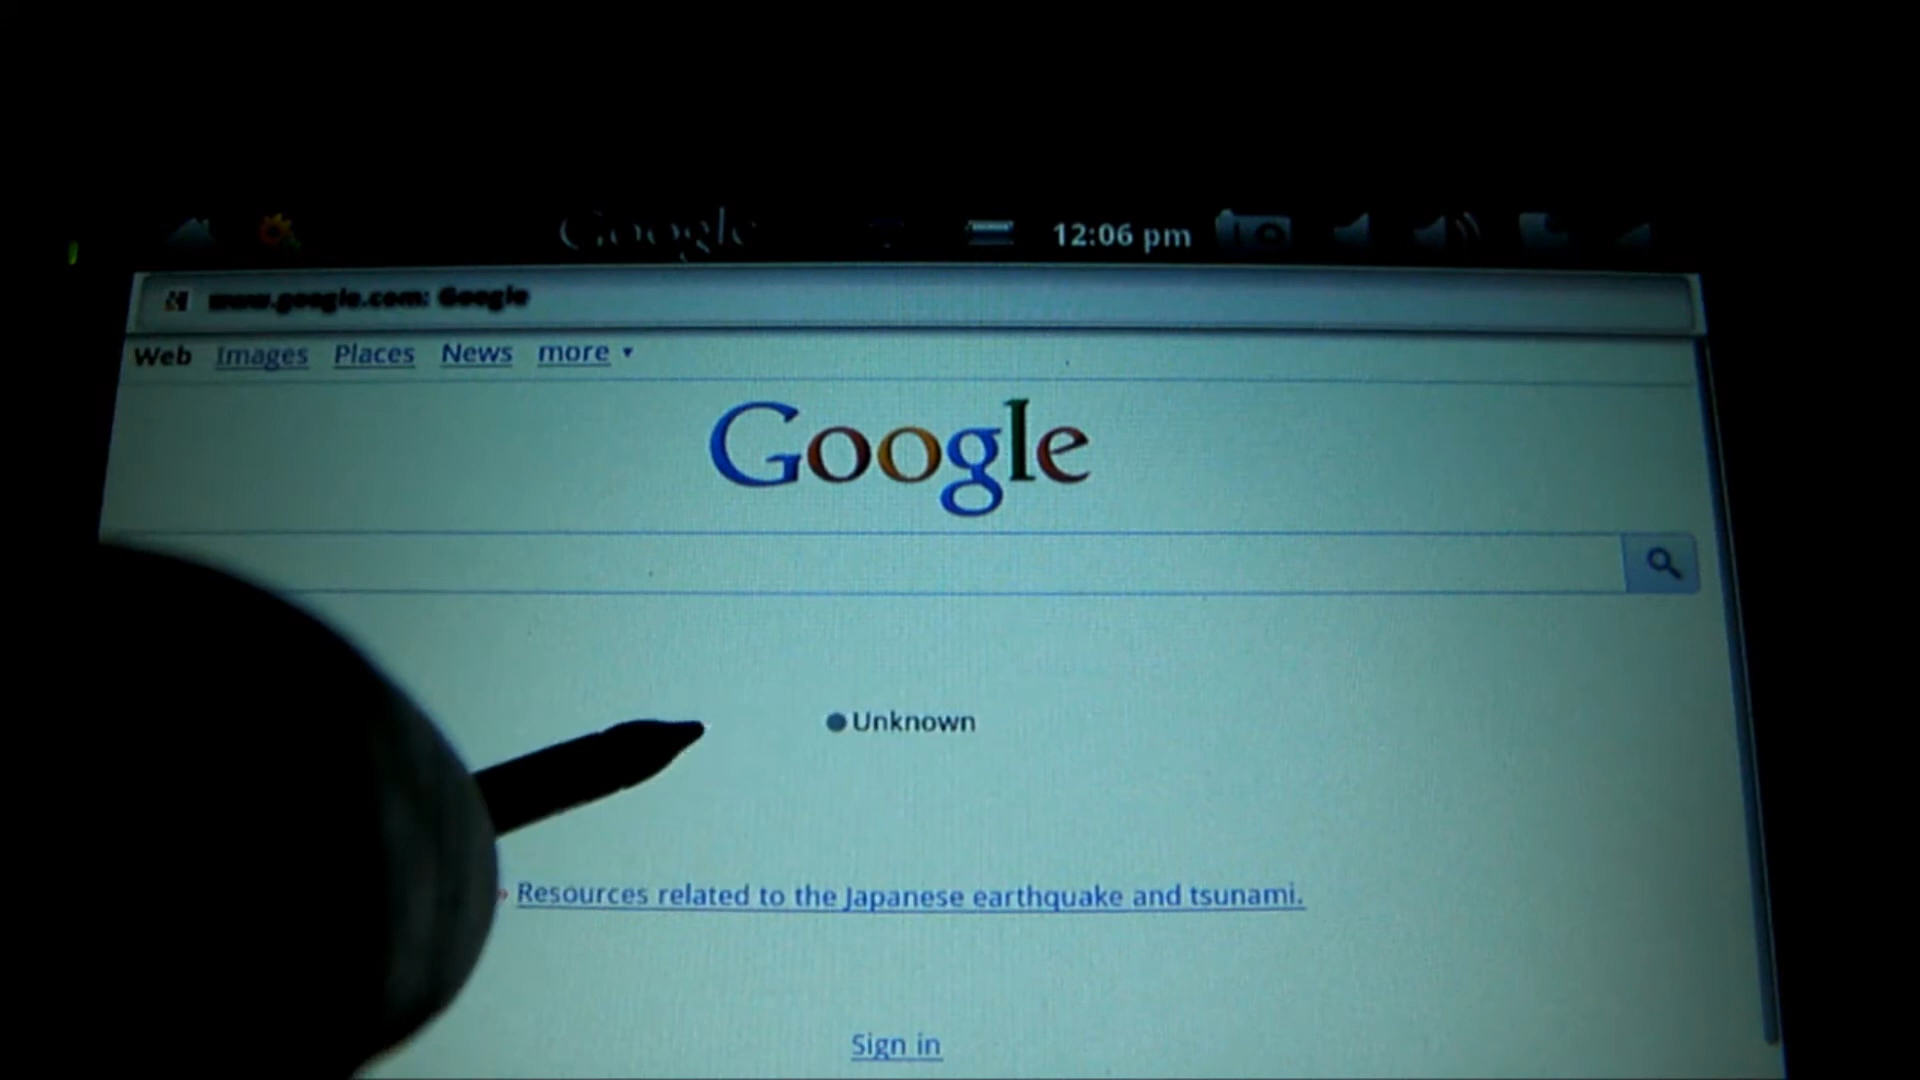 Google 12:06 pm
www.google.com: Google
Web Images Places News more
Google
Unknown
Resources related to the Japanese earthquake and tsunami.
Sign in